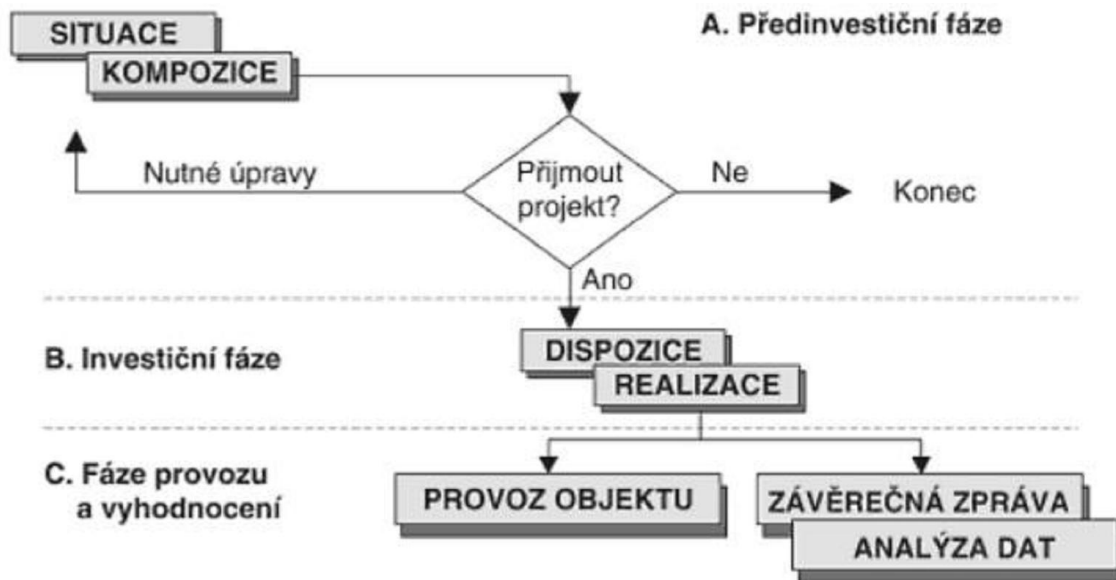 SITUACE
A. Předinvestiční fáze
KOMPOZICE
Nutné úpravy
Přijmout
projekt?
Ne
Konec
Ano
B. Investiční fáze
DISPOZICE
REALIZACE
C. Fáze provozu
a vyhodnocení
PROVOZ OBJEKTU
ZÁVĚREČNÁ ZPRÁVA
ANALÝZA DAT